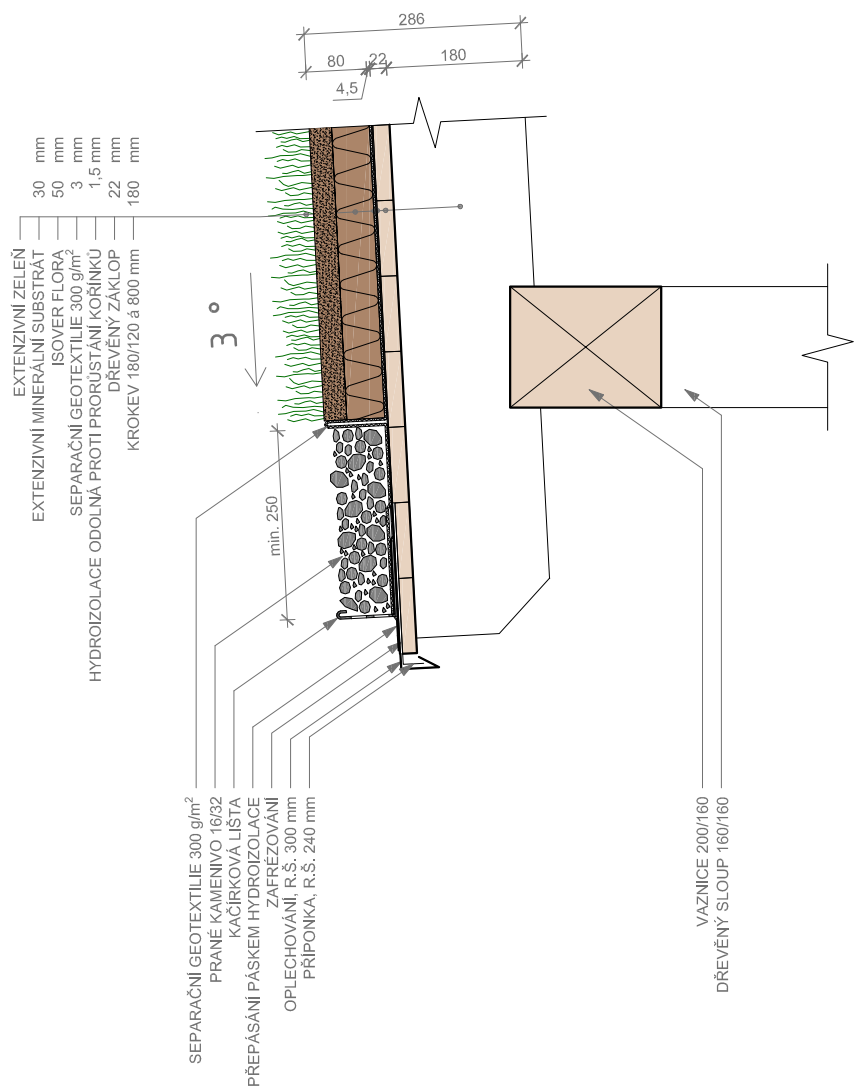 286
80
22
180
4,5
EXTENZIVNÍ ZELEŇ
EXTENZIVNÍ MINERÁLNÍ SUBSTRÁT 30 mm
ISOVER FLORA 50 mm
SEPARAČNÍ GEOTEXTILIE 300 g/m² 3 mm
HYDROIZOLACE ODOLNÁ PROTI PRORŮSTÁNÍ KOŘÍNKŮ 1,5 mm
DŘEVĚNÝ ZÁKLOP 22 mm
KROKEV 180/120 á 800 mm 180 mm
3 °
min. 250
SEPARAČNÍ GEOTEXTILIE 300 g/m²
PRANÉ KAMENIVO 16/32
KAČÍRKOVÁ LIŠTA
PŘEPÁSÁNÍ PÁSKEM HYDROIZOLACE
ZAFRÉZOVÁNÍ
OPLECHOVÁNÍ, R.Š. 300 mm
PŘÍPONKA, R.Š. 240 mm
VAZNICE 200/160
DŘEVĚNÝ SLOUP 160/160